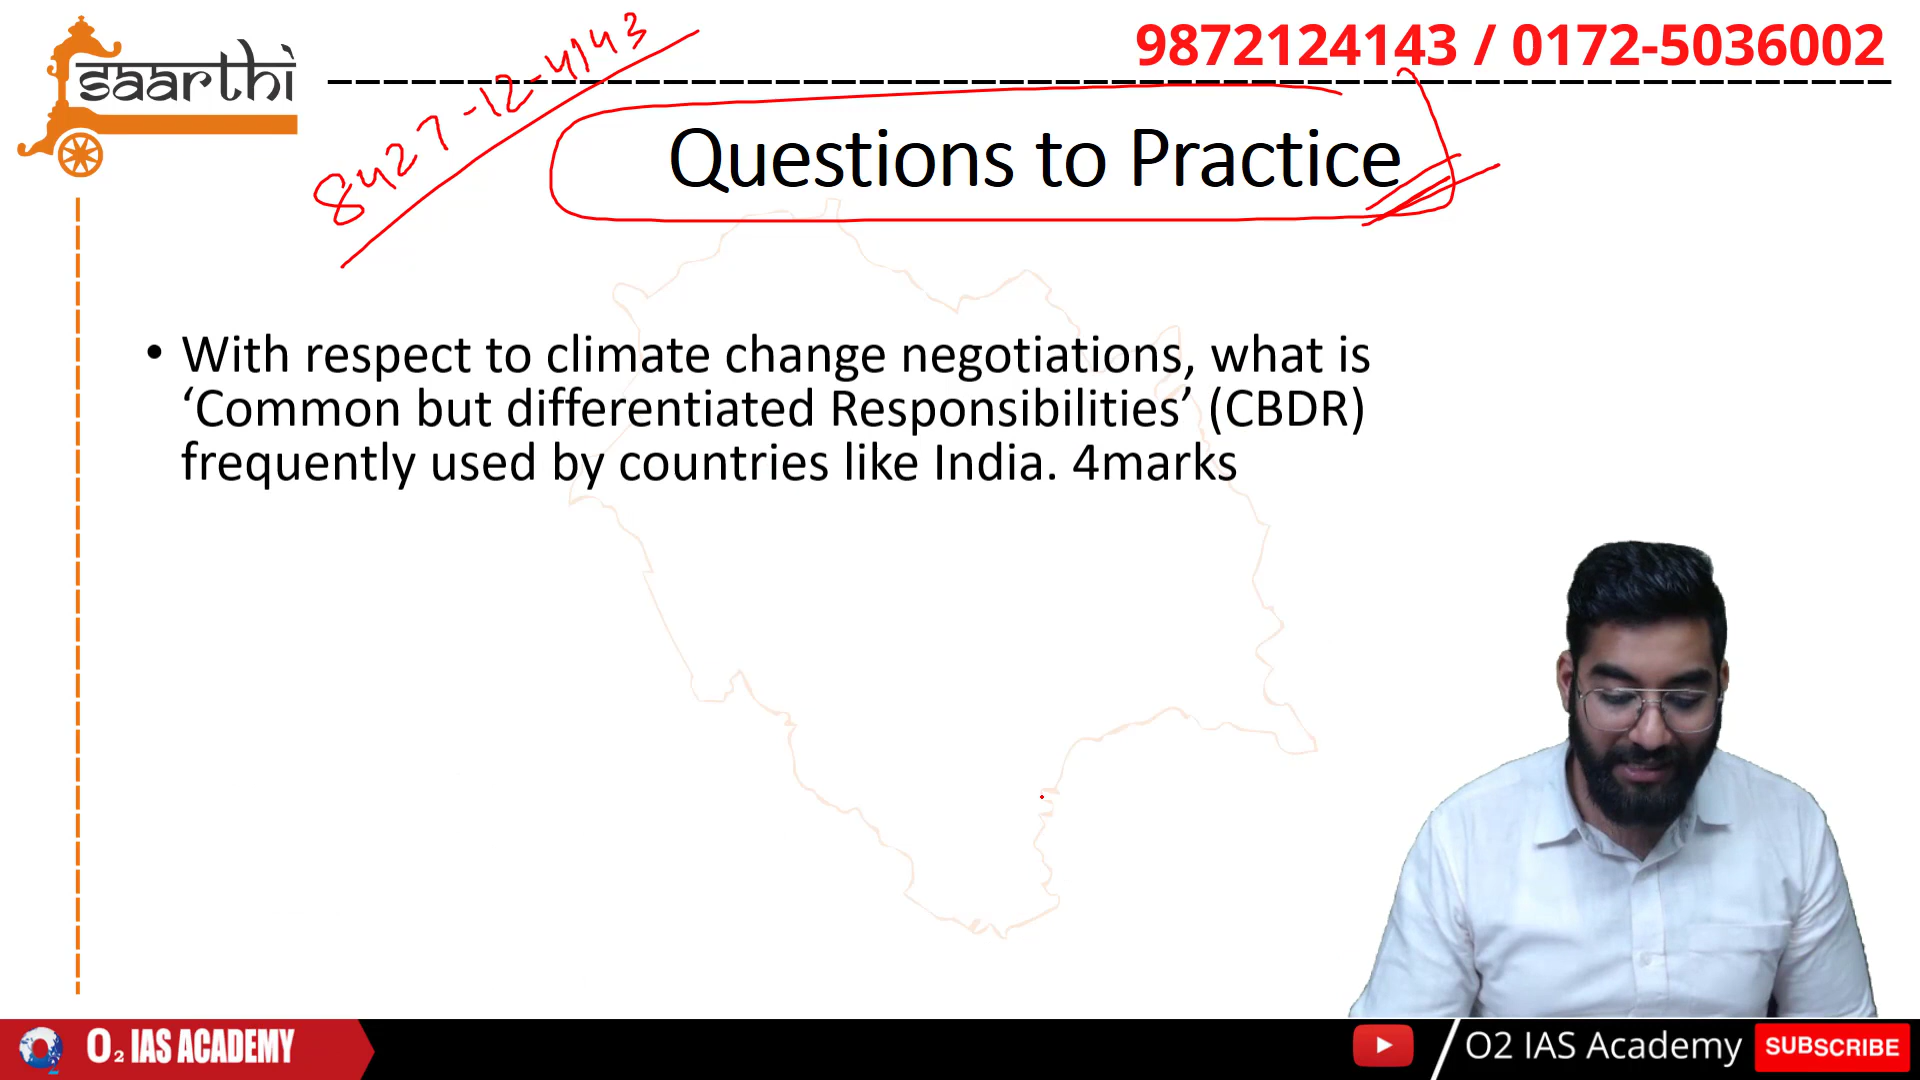 saarthi
9872124143 / 0172-5036002
8427-12-4143
Questions to Practice
• With respect to climate change negotiations, what is
‘Common but differentiated Responsibilities’ (CBDR)
frequently used by countries like India. 4marks
O2 IAS ACADEMY
O2 IAS Academy
SUBSCRIBE